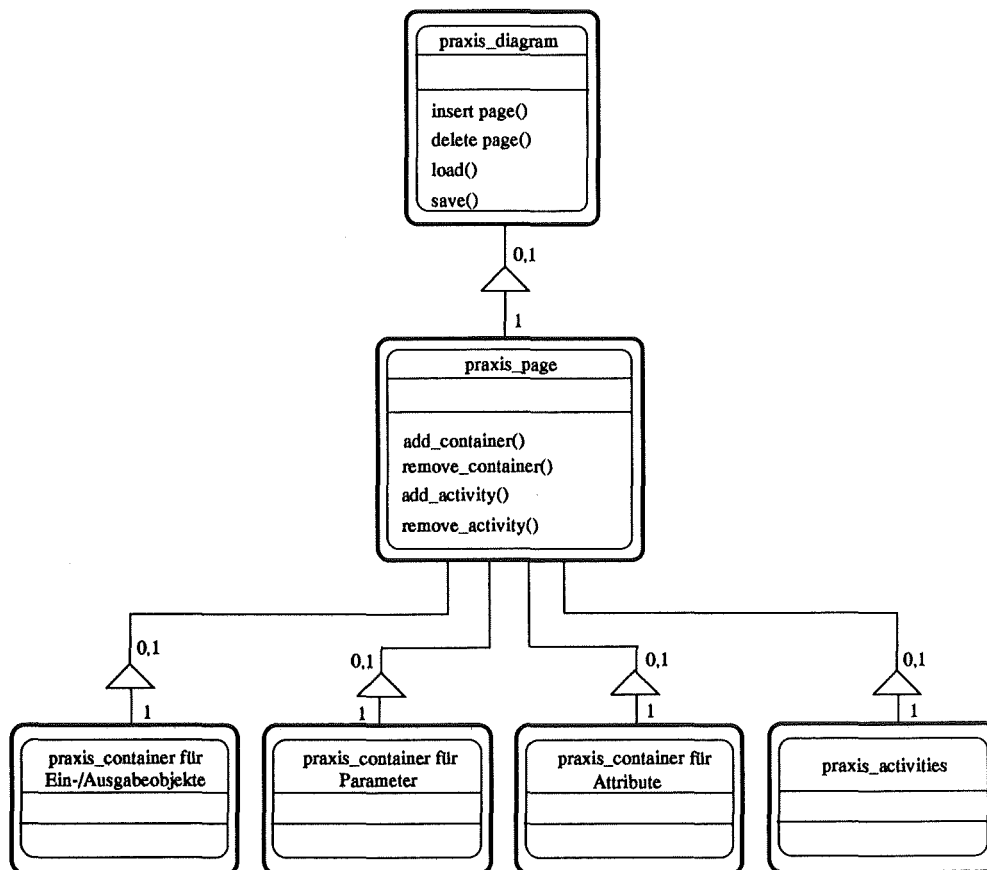 praxis_diagram
insert page()
delete page()
load()
save()
0,1
1
praxis_page
add_container()
remove_container()
add_activity()
remove_activity()
0,1
1
praxis_container für
Ein-/Ausgabeobjekte
0,1
1
praxis_container für
Parameter
0,1
1
praxis_container für
Attribute
0,1
1
praxis_activities